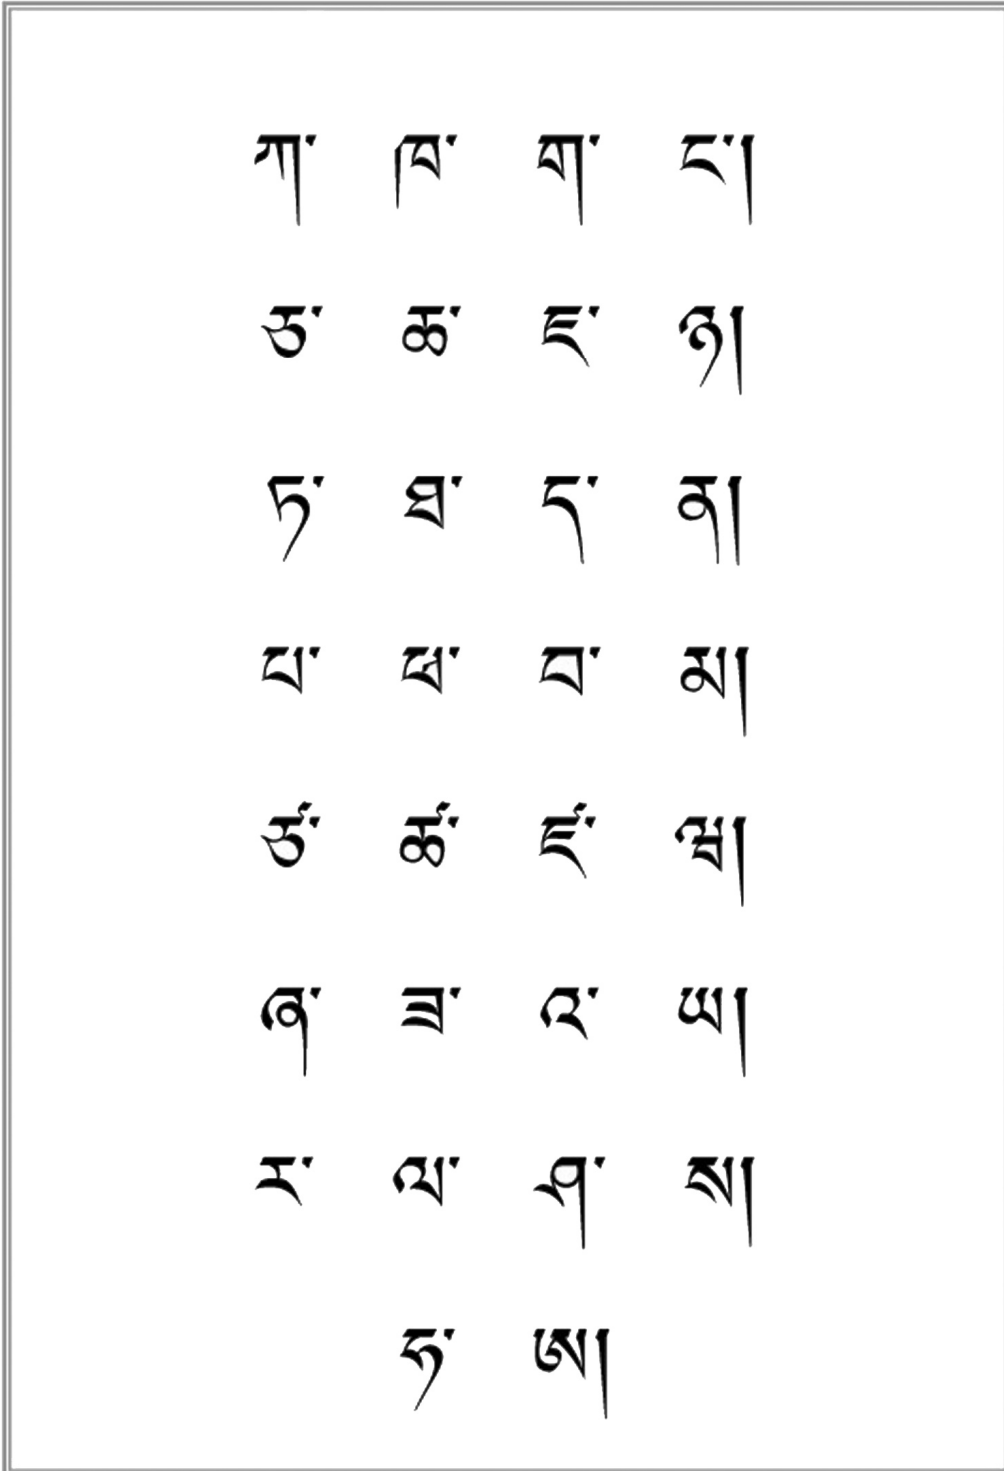 ཀ་ ཁ་ ག་ ང་།
ཅ་ ཆ་ ཇ་ ཉ།
ཏ་ ཐ་ ད་ ན།
པ་ ཕ་ བ་ མ།
ཙ་ ཚ་ ཛ་ ཝ།
ཞ་ ཟ་ འ་ ཡ།
ར་ ལ་ ཤ་ ས།
ཧ་ ཨ།